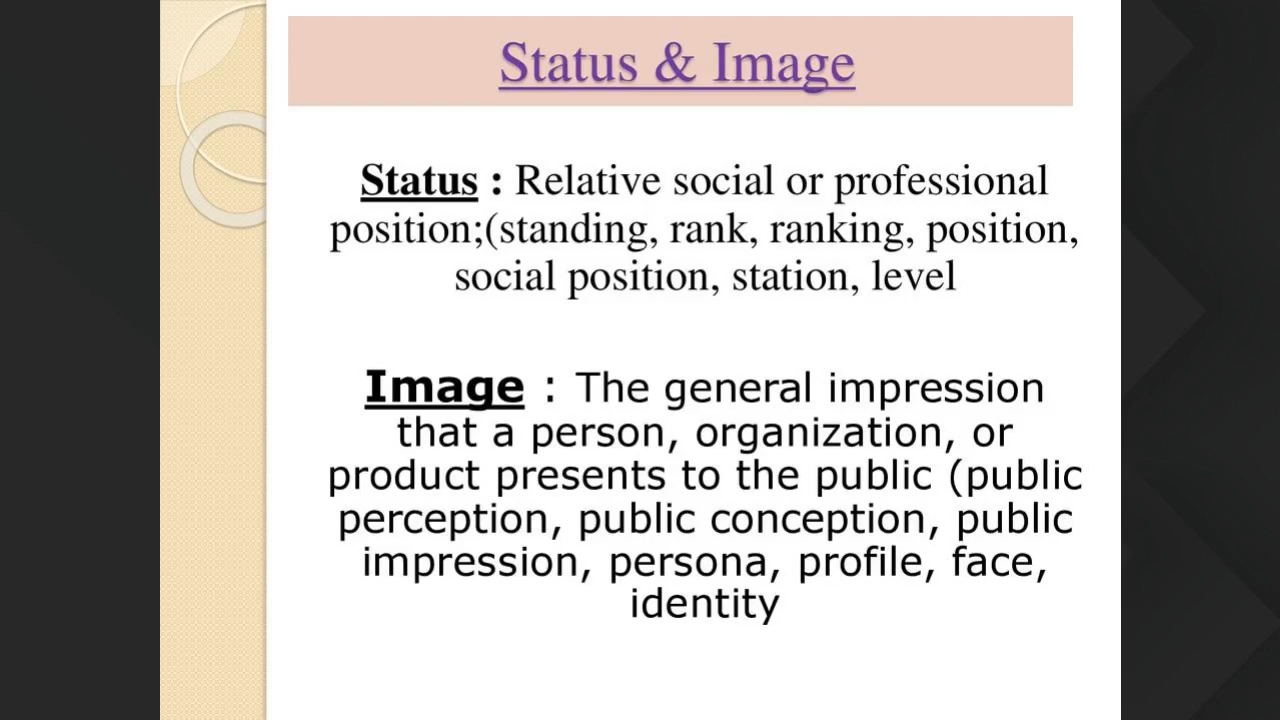 Status & Image
Status : Relative social or professional
position;(standing, rank, ranking, position,
social position, station, level
Image : The general impression
that a person, organization, or
product presents to the public (public
perception, public conception, public
impression, persona, profile, face,
identity